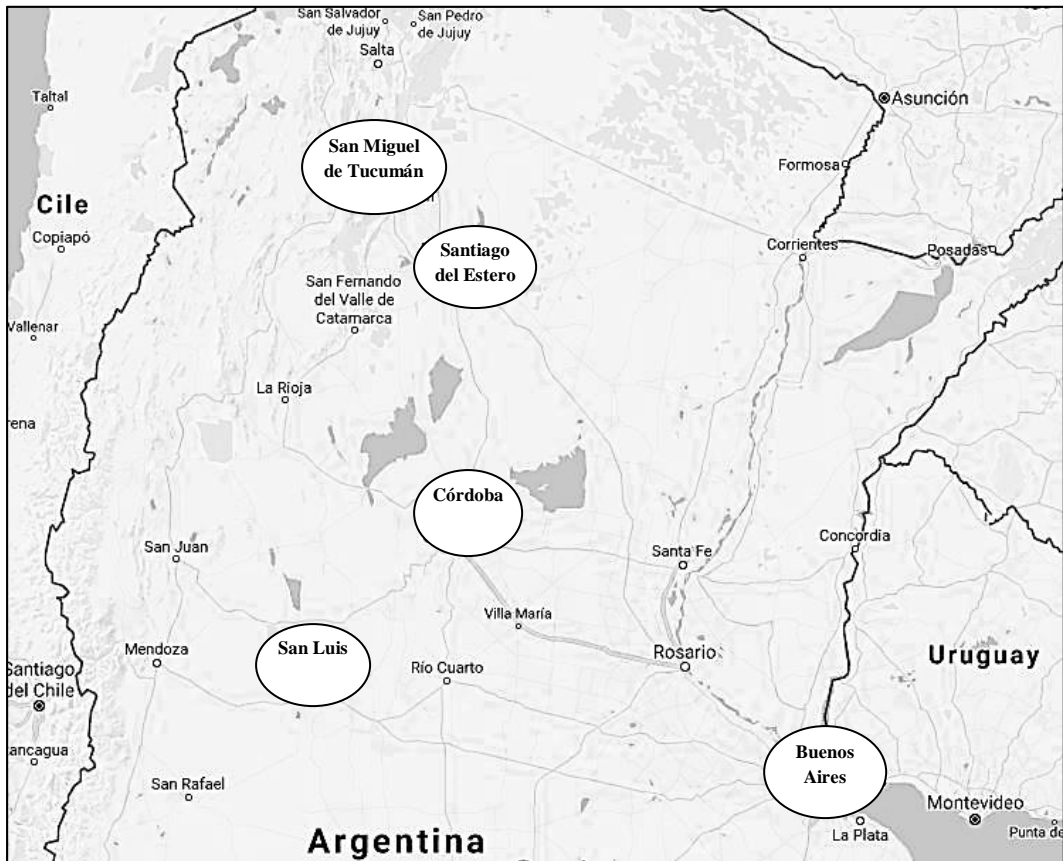 San Salvador
de Jujuy
San Pedro
de Jujuy
Salta
Taltal
Asunción
San Miguel
de Tucumán
Formosa
Cile
Copiapó
Santiago
del Estero
Corrientes
Posadas
San Fernando
del Valle de
Catamarca
Vallenar
La Rioja
rena
Córdoba
Concordia
San Juan
Santa Fe
Villa María
San Luis
Mendoza
Rosario
Uruguay
Santiago
del Chile
Río Cuarto
ancagua
Buenos
Aires
San Rafael
Montevideo
La Plata
Punta de
Argentina